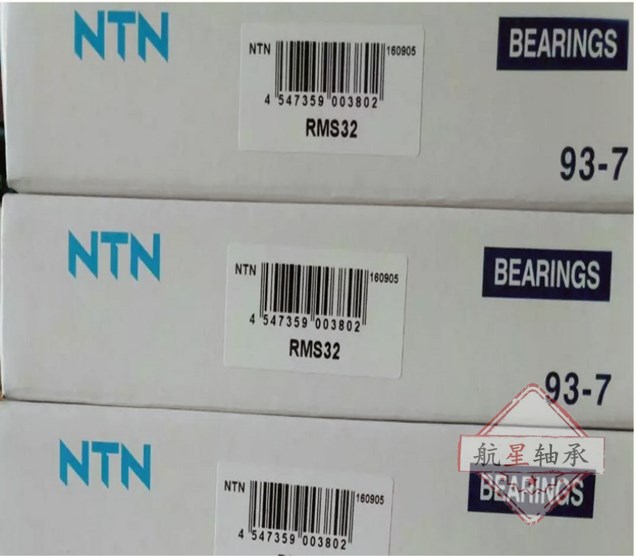 NTN
NTN
160905
BEARINGS
4 547359 003802
RMS32
93-7
NTN
NTN
160905
BEARINGS
4 547359 003802
RMS32
93-7
航星轴承
NTN
NTN
160905
BEARINGS
4 547359 003802